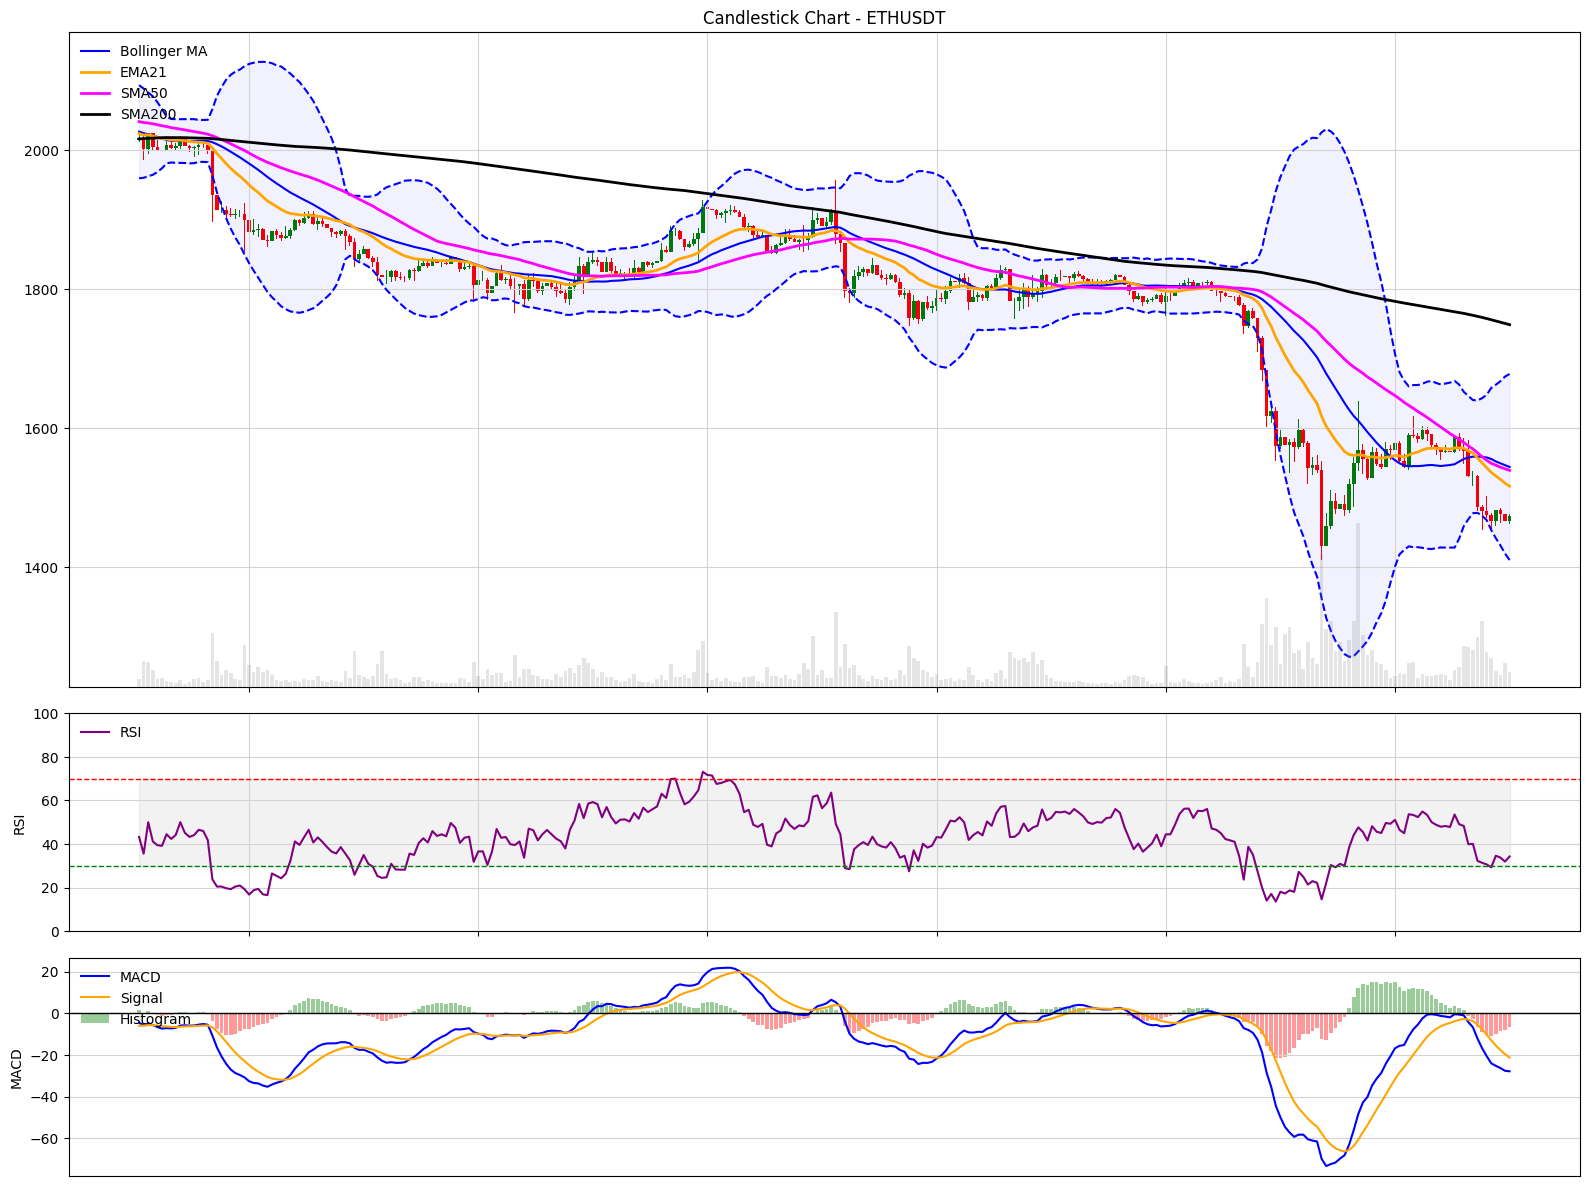 Candlestick Chart - ETHUSDT
Bollinger MA
EMA21
SMA50
SMA200
2000
1800
1600
1400
RSI
100
80
60
40
20
0
RSI
MACD
Signal
Histogram
20
0
−20
−40
−60
MACD